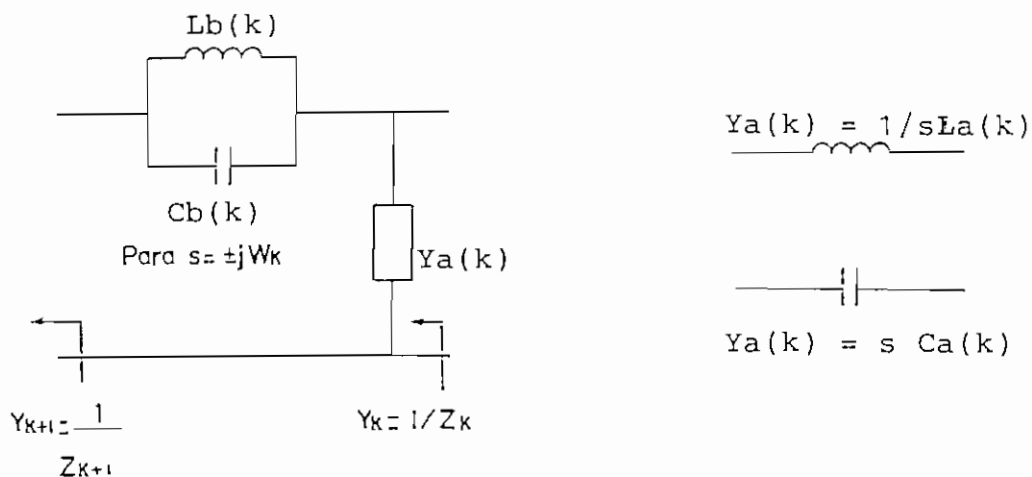 Lb(k)
Cb(k)
Para s= ±jWK
Ya(k)
YK+1=1/ZK+1
YK=1/ZK
Ya(k) = 1/sLa(k)
Ya(k) = s Ca(k)